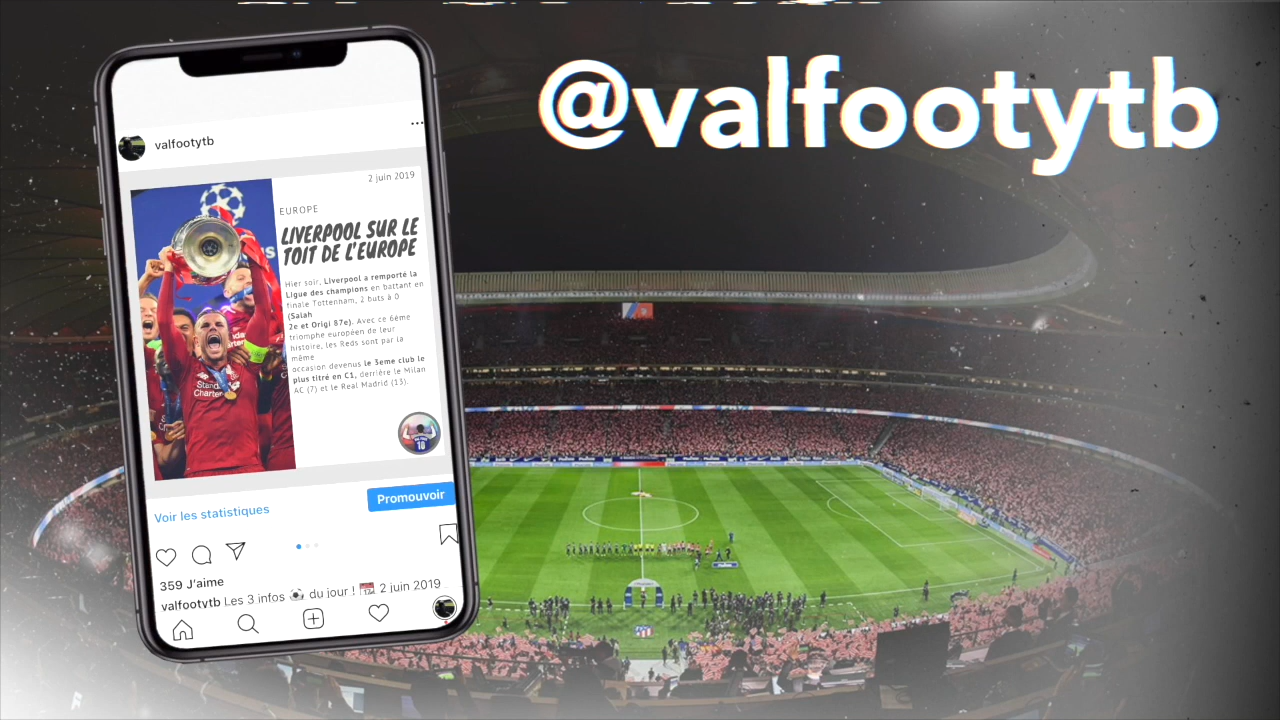 @valfootytb
valfootytb
2 juin 2019
EUROPE
LIVERPOOL SUR LE
TOIT DE L'EUROPE
Hier soir, Liverpool a remporté la
Ligue des champions en battant en
finale Tottenham, 2 buts à 0
(Salah
2e et Origi 87e). Avec ce 6ème
triomphe européen de leur
histoire, les Reds sont par la
même
occasion devenus le 3eme club le
plus titré en C1, derrière le Milan
AC (7) et le Real Madrid (13).
Standard
Chartered
10
Voir les statistiques
Promouvoir
359 J'aime
valfootytb Les 3 infos ⚽ du jour ! 📆 2 juin 2019